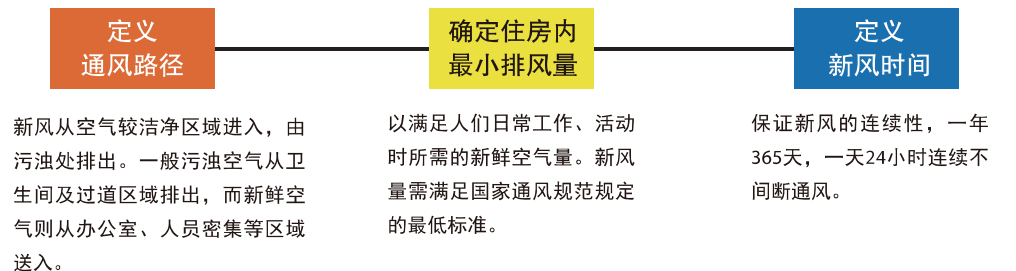 定义
通风路径
确定住房内
最小排风量
定义
新风时间
新风从空气较洁净区域进入，由
污浊处排出。一般污浊空气从卫
生间及过道区域排出，而新鲜空
气则从办公室、人员密集等区域
送入。
以满足人们日常工作、活动
时所需的新鲜空气量。新风
量需满足国家通风规范规定
的最低标准。
保证新风的连续性，一年
365天，一天24小时连续不
间断通风。